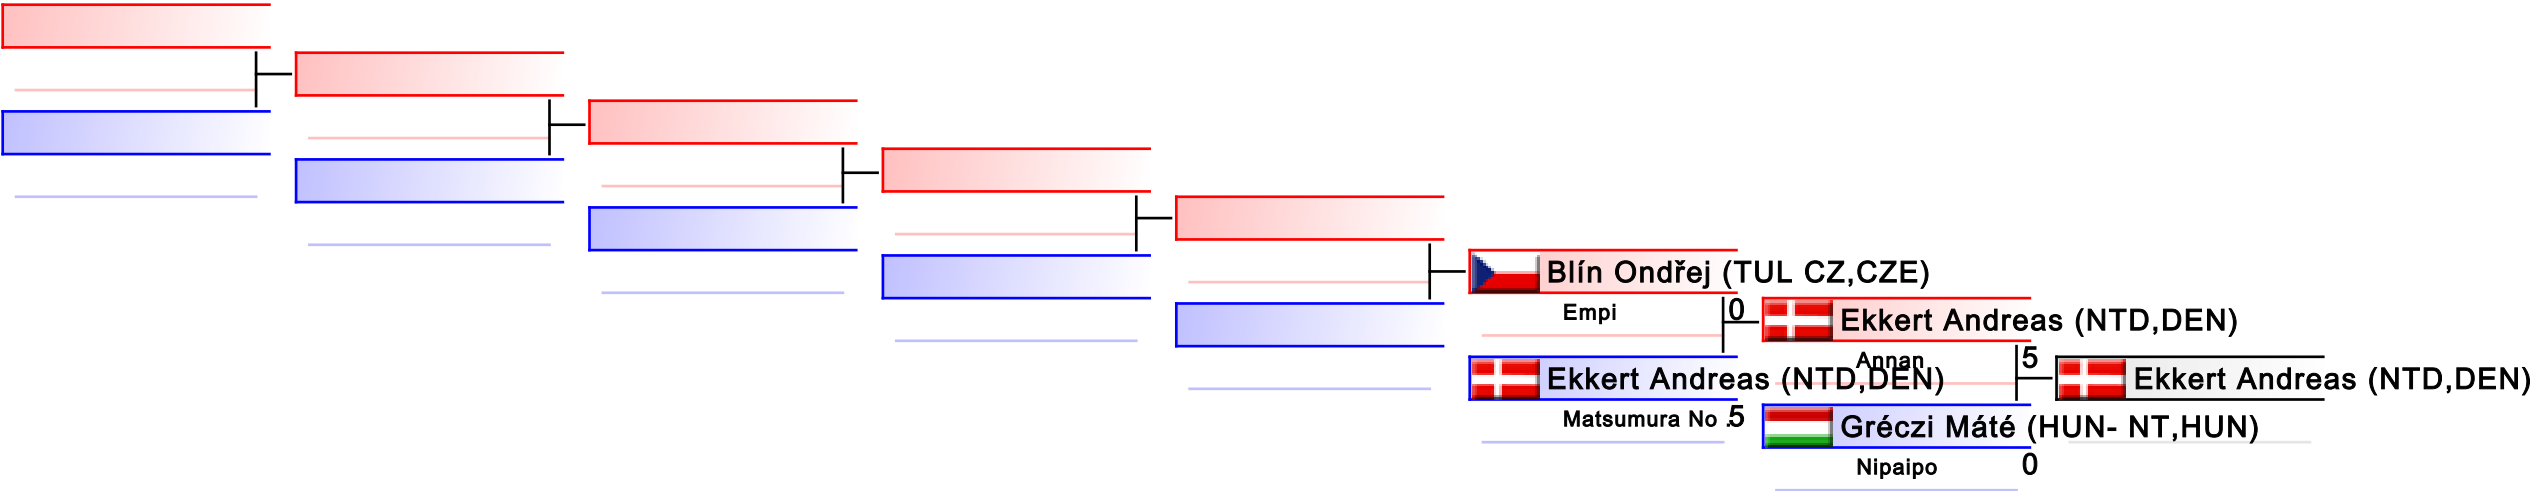 Blín Ondřej (TUL CZ,CZE)
Empi
0
Ekkert Andreas (NTD,DEN)
Matsumura No .
5
Ekkert Andreas (NTD,DEN)
Annan
5
Gréczi Máté (HUN- NT,HUN)
Nipaipo
0
Ekkert Andreas (NTD,DEN)